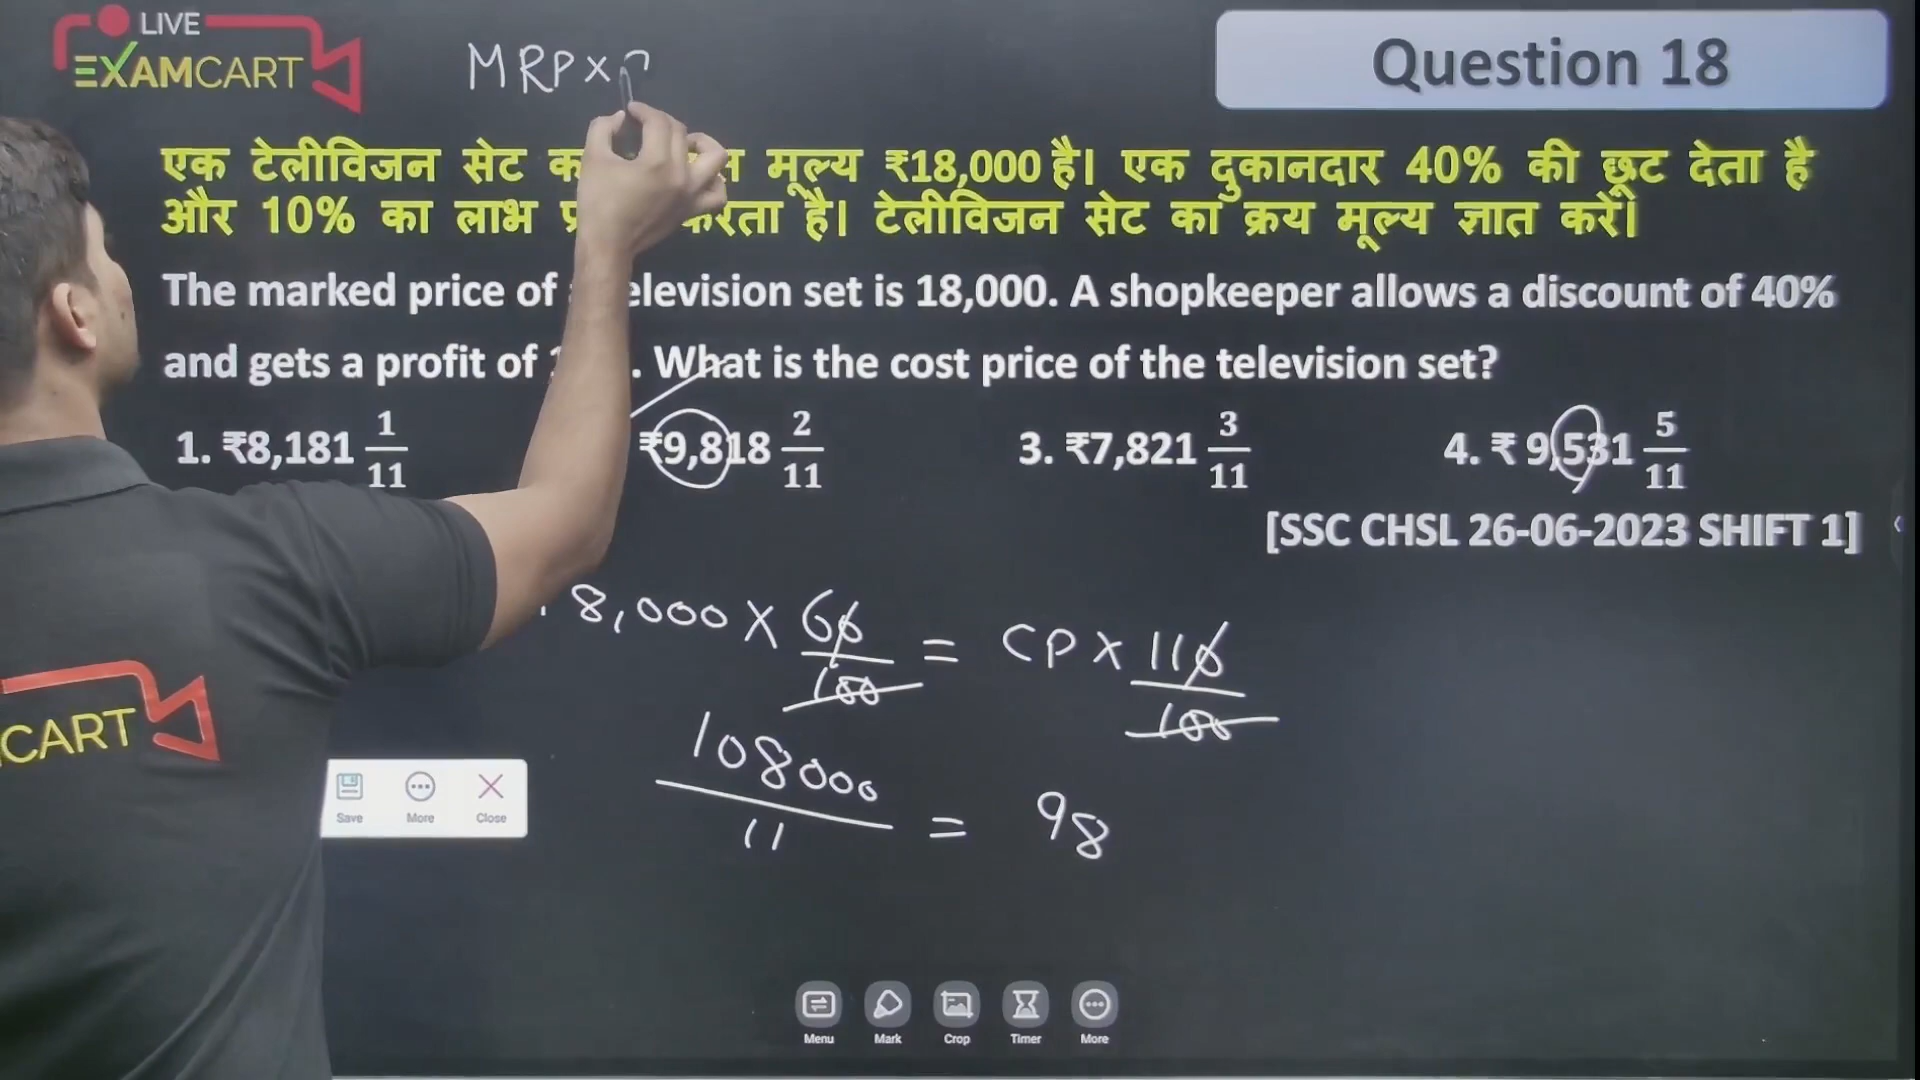 LIVE
EXAMCART
MRP×
Question 18
एक टेलीविजन सेट मूल्य ₹18,000 है। एक दुकानदार 40% की छूट देता है
और 10% का लाभ करता है। टेलीविजन सेट का क्रय मूल्य ज्ञात करें।
The marked price of television set is 18,000. A shopkeeper allows a discount of 40%
and gets a profit of . What is the cost price of the television set?
1. ₹8,181 1/11 ₹9,818 2/11 3. ₹7,821 3/11 4. ₹ 9,531 5/11
[SSC CHSL 26-06-2023 SHIFT 1]
8,000 × 60/100 = CP × 110/100
108000/11 = 98
CART
Save More Close
Menu Mark Crop Timer More